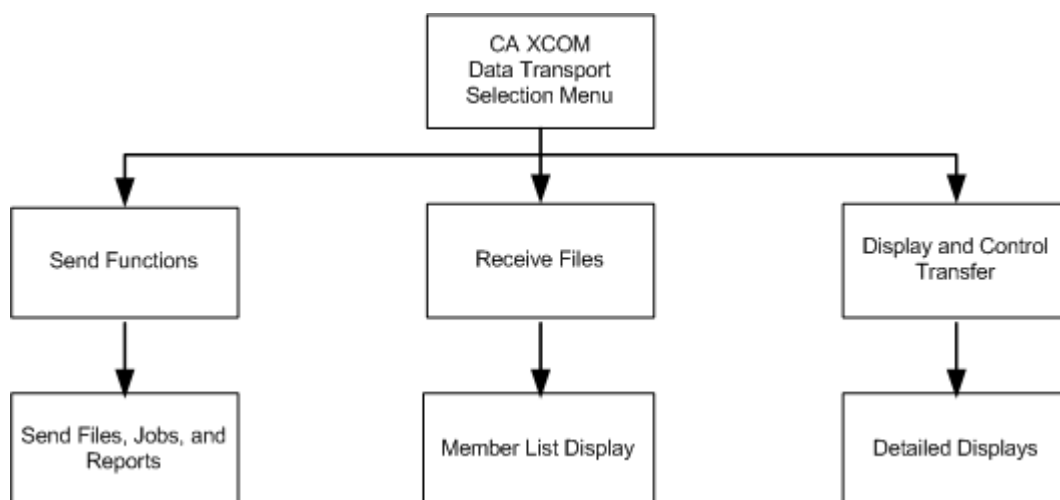 CA XCOM
Data Transport
Selection Menu
Send Functions
Receive Files
Display and Control
Transfer
Send Files, Jobs, and
Reports
Member List Display
Detailed Displays